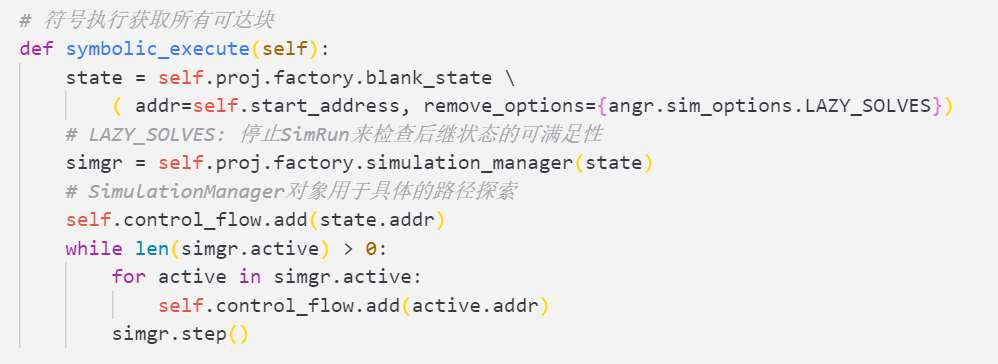 # 符号执行获取所有可达块
def symbolic_execute(self):
    state = self.proj.factory.blank_state \
        ( addr=self.start_address, remove_options={angr.sim_options.LAZY_SOLVES})
    # LAZY_SOLVES: 停止SimRun来检查后继状态的可满足性
    simgr = self.proj.factory.simulation_manager(state)
    # SimulationManager对象用于具体的路径探索
    self.control_flow.add(state.addr)
    while len(simgr.active) > 0:
        for active in simgr.active:
            self.control_flow.add(active.addr)
        simgr.step()